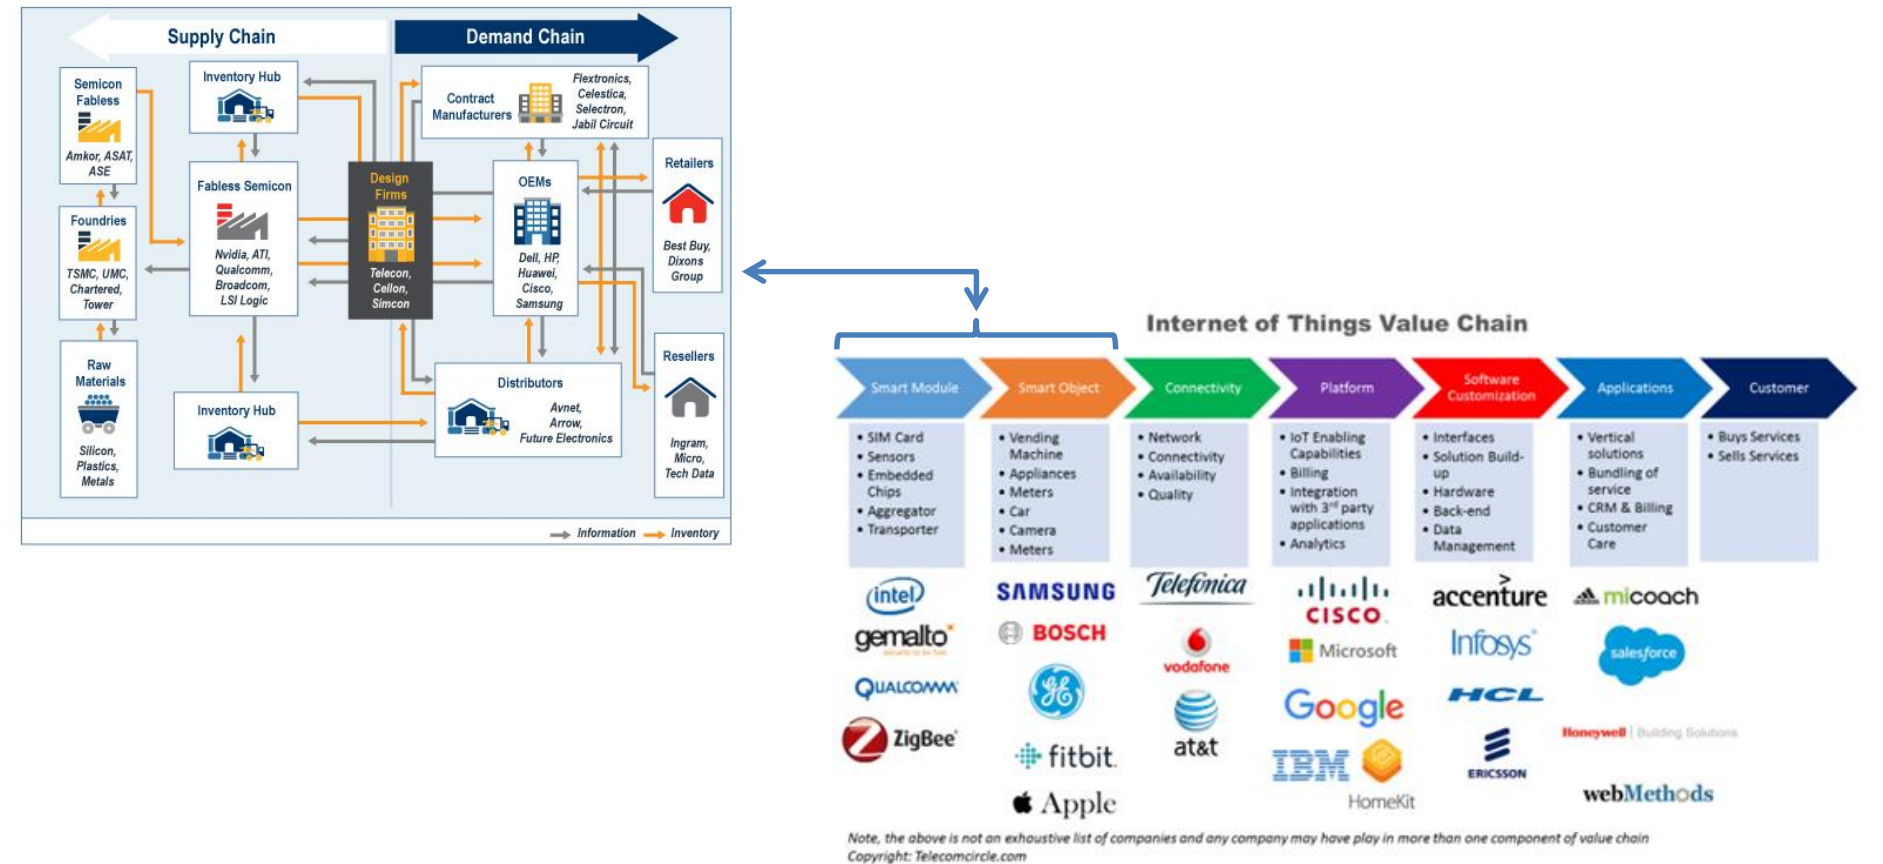 Supply Chain
Demand Chain
Semicon
Fabless
Amkor, ASAT,
ASE
Foundries
TSMC, UMC,
Chartered,
Tower
Raw
Materials
Silicon,
Plastics,
Metals
Inventory Hub
Fabless Semicon
Nvidia, ATI,
Qualcomm,
Broadcom,
LSI Logic
Inventory Hub
Design
Firms
Telecon,
Cellon,
Simcon
Contract
Manufacturers
Flextronics,
Celestica,
Selectron,
Jabil Circuit
OEMs
Dell, HP,
Huawei,
Cisco,
Samsung
Distributors
Avnet,
Arrow,
Future Electronics
Retailers
Best Buy,
Dixons
Group
Resellers
Ingram,
Micro,
Tech Data
Information
Inventory
Internet of Things Value Chain
Smart Module
• SIM Card
• Sensors
• Embedded
Chips
• Aggregator
• Transporter
intel
gemalto
security to be free
QUALCOMM
ZigBee
Smart Object
• Vending
Machine
• Appliances
• Meters
• Car
• Camera
• Meters
SAMSUNG
BOSCH
GE
fitbit.
Apple
Connectivity
• Network
• Connectivity
• Availability
• Quality
Telefónica
vodafone
at&t
Platform
• IoT Enabling
Capabilities
• Billing
• Integration
with 3rd party
applications
• Analytics
CISCO.
Microsoft
Google
IBM
HomeKit
Software
Customization
• Interfaces
• Solution Build-
up
• Hardware
• Back-end
• Data
Management
accenture
Infosys
HCL
ERICSSON
Applications
• Vertical
solutions
• Bundling of
service
• CRM & Billing
• Customer
Care
micoach
salesforce
Honeywell | Building Solutions
webMethods
Customer
• Buys Services
• Sells Services
Note, the above is not an exhaustive list of companies and any company may have play in more than one component of value chain
Copyright: Telecomcircle.com